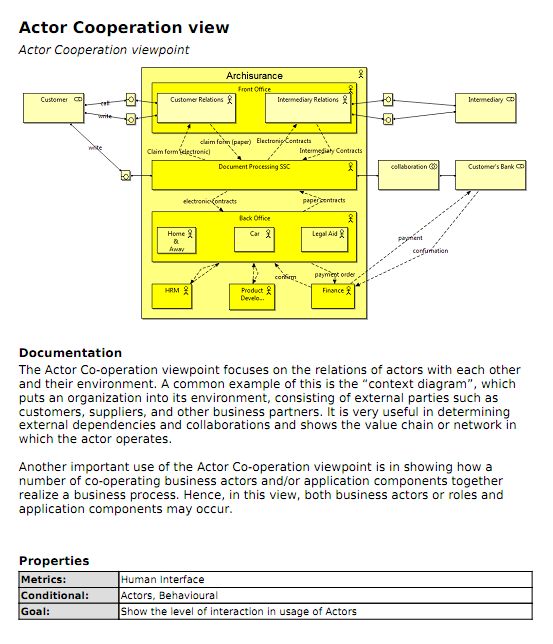 Actor Cooperation view
Actor Cooperation viewpoint
Archisurance
Front Office
Customer
call
write
Customer Relations
Intermediary Relations
Intermediary
claim form (paper)
Electronic Contracts
Claim form (electronic)
Intermediary Contracts
write
Document Processing SSC
collaboration
Customer's Bank
electronic contracts
paper contracts
Back Office
Home
&
Away
Car
Legal Aid
payment
confirmation
confirm
payment order
HRM
Product
Develo...
Finance
Documentation
The Actor Co-operation viewpoint focuses on the relations of actors with each other
and their environment. A common example of this is the “context diagram”, which
puts an organization into its environment, consisting of external parties such as
customers, suppliers, and other business partners. It is very useful in determining
external dependencies and collaborations and shows the value chain or network in
which the actor operates.
Another important use of the Actor Co-operation viewpoint is in showing how a
number of co-operating business actors and/or application components together
realize a business process. Hence, in this view, both business actors or roles and
application components may occur.
Properties
Metrics: Human Interface
Conditional: Actors, Behavioural
Goal: Show the level of interaction in usage of Actors